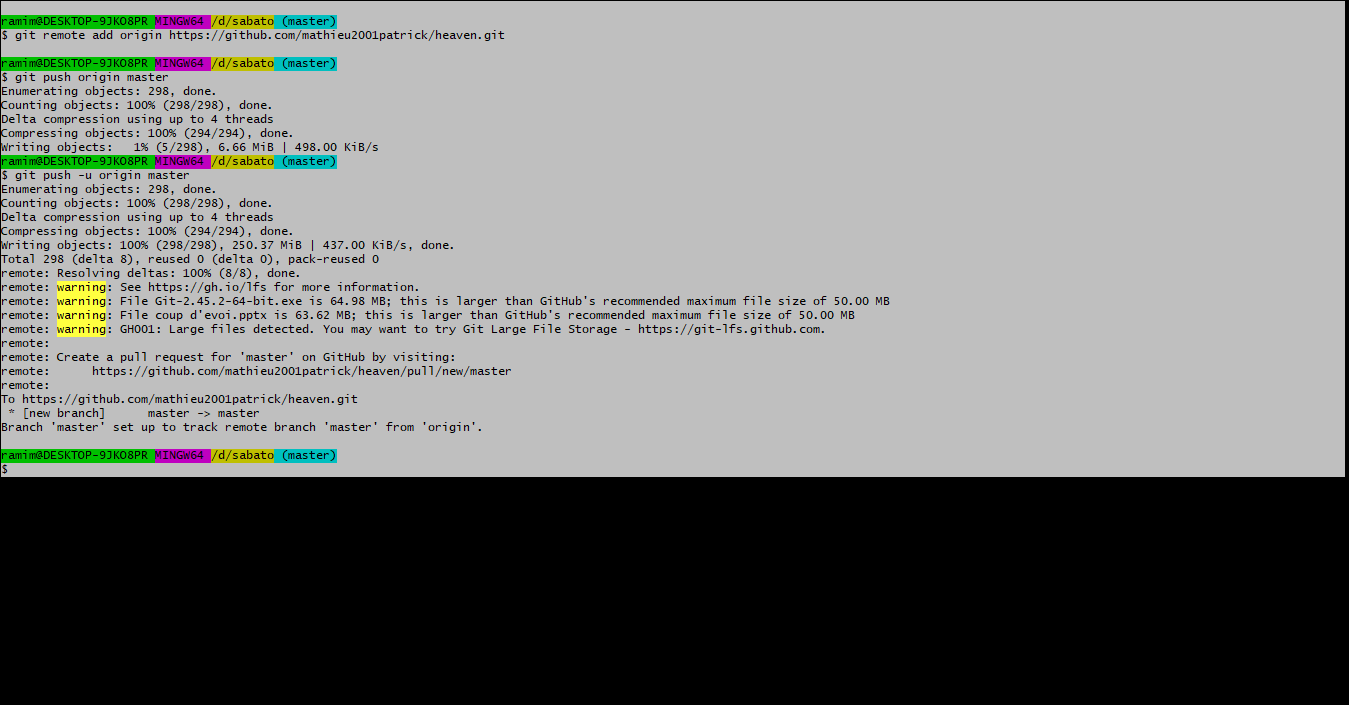 ramim@DESKTOP-9JKO8PR MINGW64 /d/sabato (master)
$ git remote add origin https://github.com/mathieu2001patrick/heaven.git
ramim@DESKTOP-9JKO8PR MINGW64 /d/sabato (master)
$ git push origin master
Enumerating objects: 298, done.
Counting objects: 100% (298/298), done.
Delta compression using up to 4 threads
Compressing objects: 100% (294/294), done.
Writing objects:   1% (5/298), 6.66 MiB | 498.00 KiB/s
ramim@DESKTOP-9JKO8PR MINGW64 /d/sabato (master)
$ git push -u origin master
Enumerating objects: 298, done.
Counting objects: 100% (298/298), done.
Delta compression using up to 4 threads
Compressing objects: 100% (294/294), done.
Writing objects: 100% (298/298), 250.37 MiB | 437.00 KiB/s, done.
Total 298 (delta 8), reused 0 (delta 0), pack-reused 0
remote: Resolving deltas: 100% (8/8), done.
remote: warning: See https://gh.io/lfs for more information.
remote: warning: File Git-2.45.2-64-bit.exe is 64.98 MB; this is larger than GitHub's recommended maximum file size of 50.00 MB
remote: warning: File coup d'evoi.pptx is 63.62 MB; this is larger than GitHub's recommended maximum file size of 50.00 MB
remote: warning: GH001: Large files detected. You may want to try Git Large File Storage - https://git-lfs.github.com.
remote:
remote: Create a pull request for 'master' on GitHub by visiting:
remote:      https://github.com/mathieu2001patrick/heaven/pull/new/master
remote:
To https://github.com/mathieu2001patrick/heaven.git
 * [new branch]      master -> master
Branch 'master' set up to track remote branch 'master' from 'origin'.
ramim@DESKTOP-9JKO8PR MINGW64 /d/sabato (master)
$